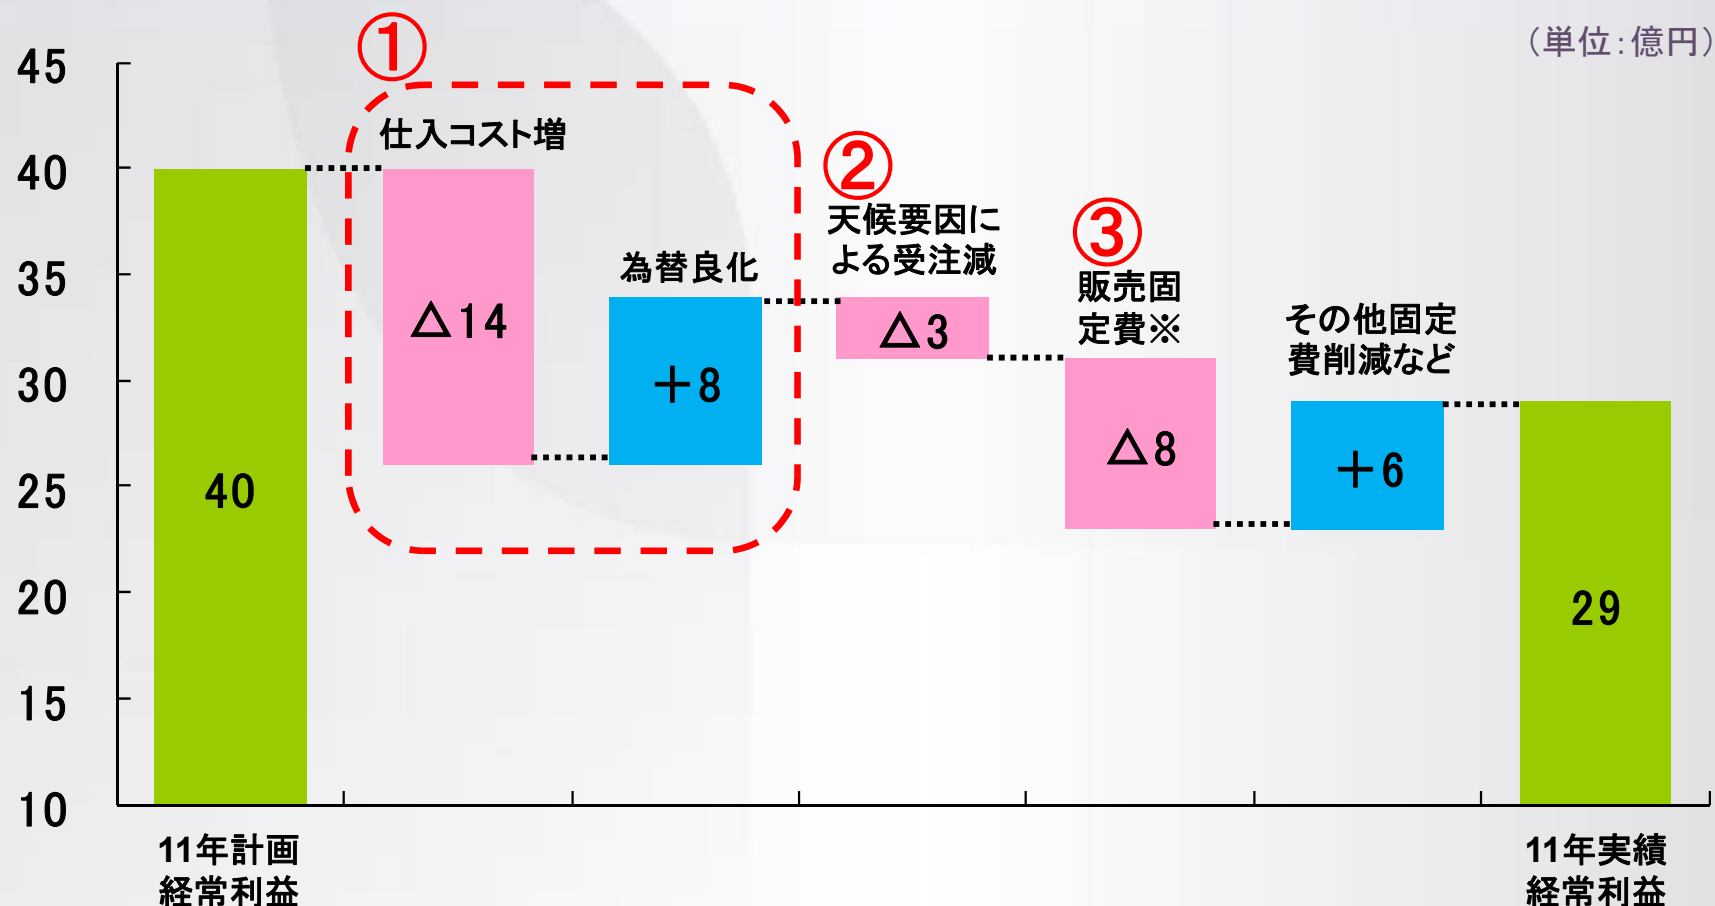 （単位：億円）
45
40
35
30
25
20
15
10
①
仕入コスト増
△14
為替良化
＋8
②
天候要因に
よる受注減
△3
③
販売固
定費※
△8
その他固定
費削減など
＋6
40
29
11年計画
経常利益
11年実績
経常利益